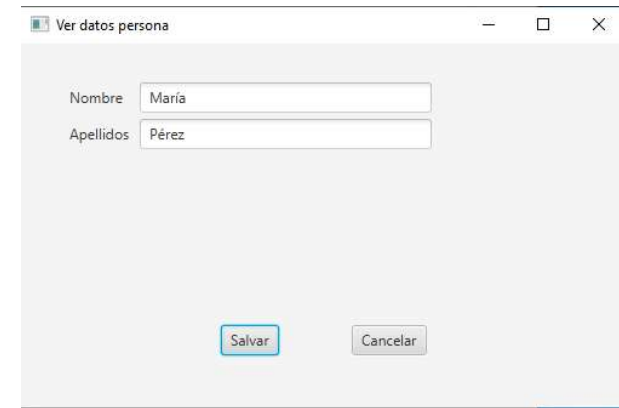 Ver datos persona
Nombre María
Apellidos Pérez
Salvar Cancelar